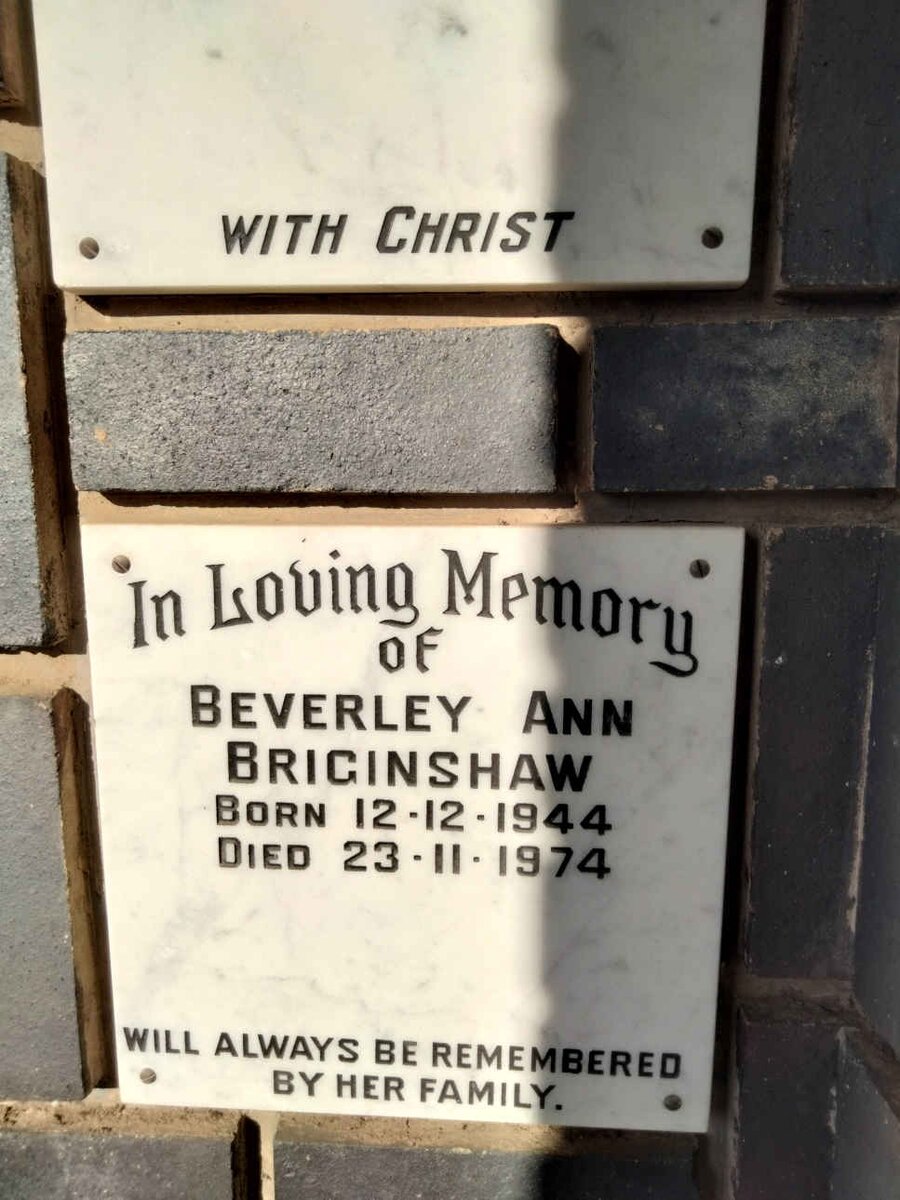 WITH CHRIST
In Loving Memory
of
BEVERLEY ANN
BRICINSHAW
BORN 12·12·1944
DIED 23·11·1974
WILL ALWAYS BE REMEMBERED
BY HER FAMILY.